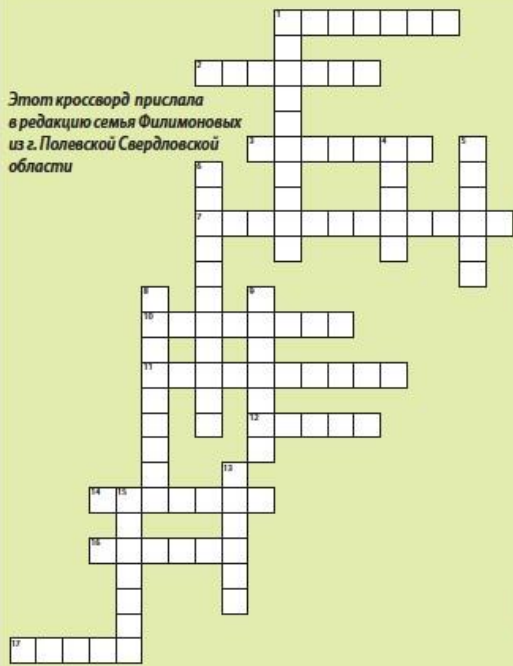 1
2
Этот кроссворд прислала
в редакцию семья Филимоновых
из г. Полевской Свердловской
области
3 4 5
6
7
8 9
10
11
12
13
14 15
16
17